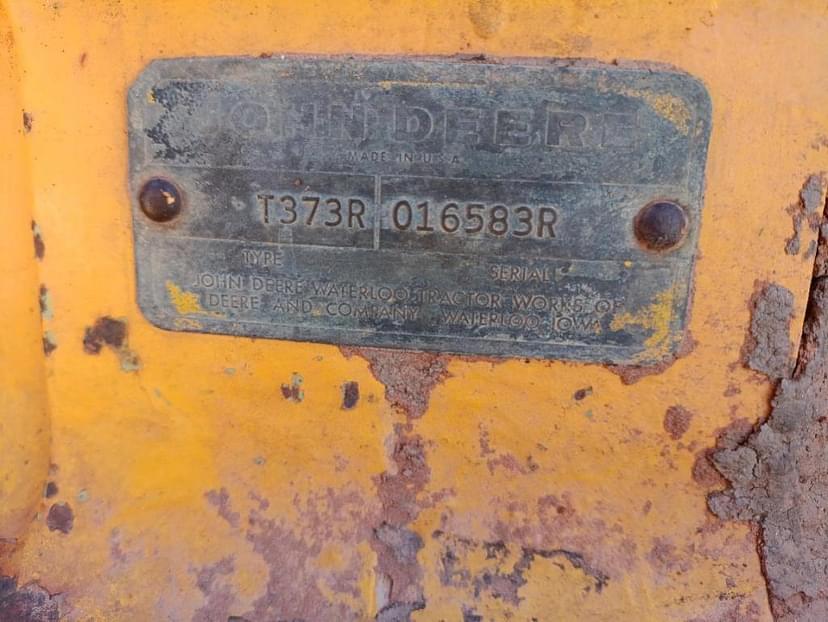 JOHN DEERE
MADE IN U.S.A.
T373R 016583R
TYPE SERIAL
JOHN DEERE WATERLOO TRACTOR WORKS OF
DEERE AND COMPANY WATERLOO, IOWA